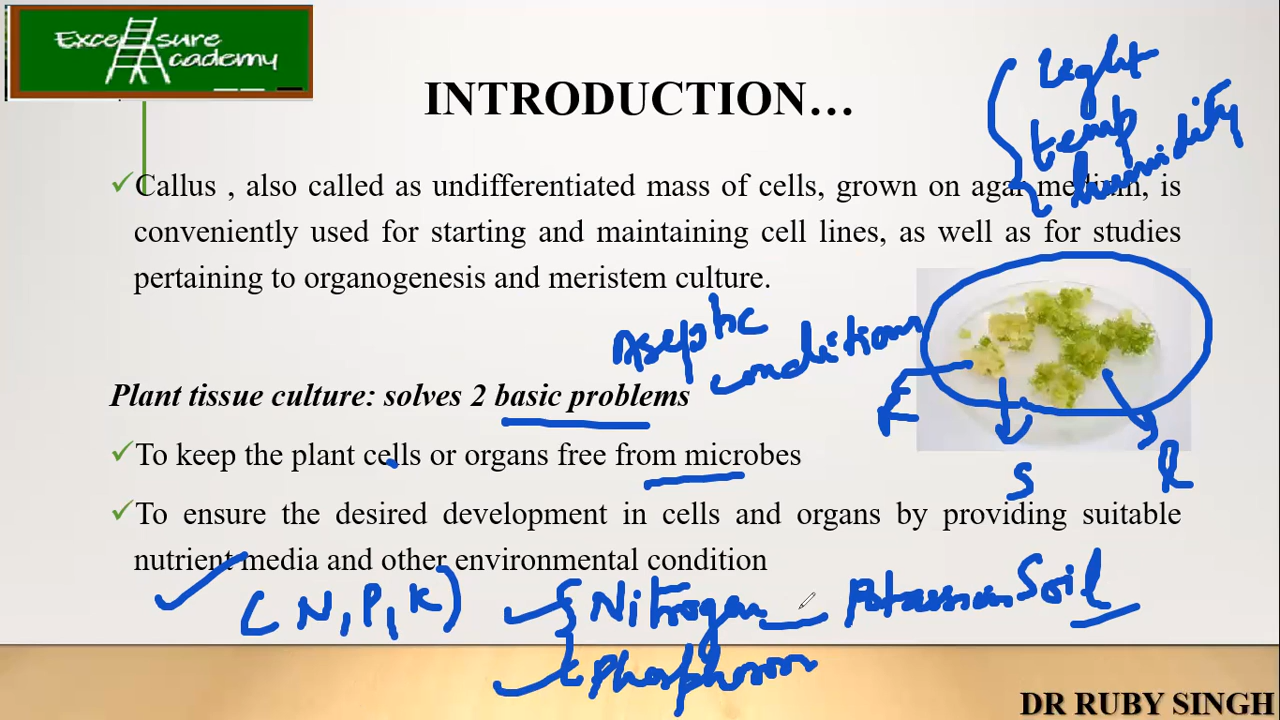 Excel sure
Academy
INTRODUCTION…
Light
temp
humidity
✓Callus , also called as undifferentiated mass of cells, grown on agar medium, is
conveniently used for starting and maintaining cell lines, as well as for studies
pertaining to organogenesis and meristem culture.
Aseptic
conditions
Plant tissue culture: solves 2 basic problems
✓To keep the plant cells or organs free from microbes
S
R
✓To ensure the desired development in cells and organs by providing suitable
nutrient media and other environmental condition
(N, P, K) Nitrogen Potassium Soil
Phosphorous
DR RUBY SINGH